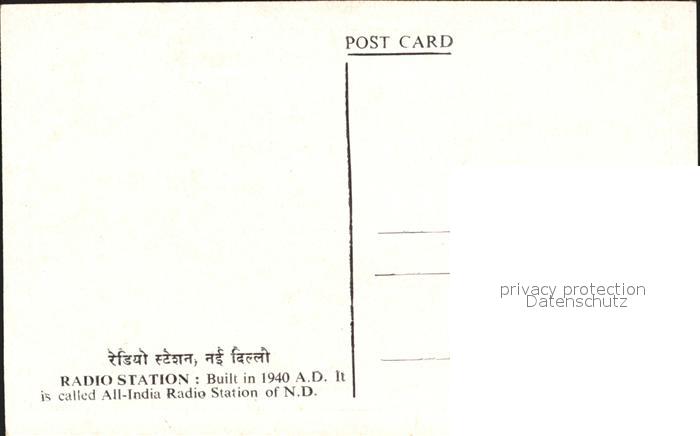 POST CARD
privacy protection
Datenschutz
रेडियो स्टेशन, नई दिल्ली
RADIO STATION : Built in 1940 A.D. It
is called All-India Radio Station of N.D.